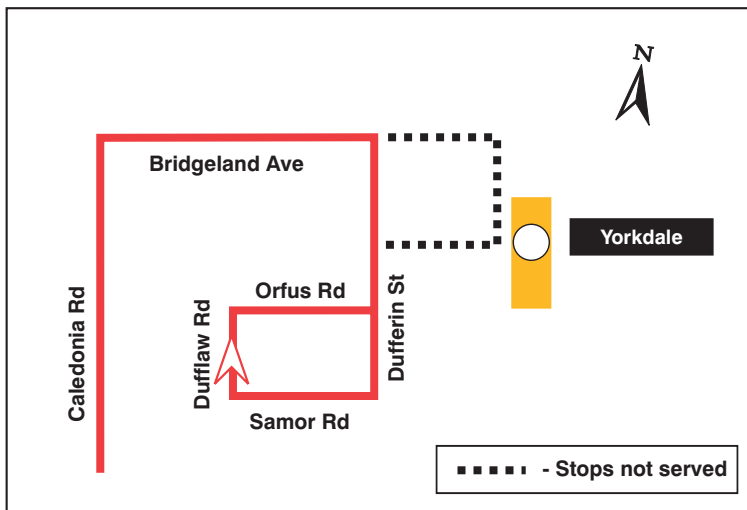 N
Bridgeland Ave
Yorkdale
Caledonia Rd
Dufflaw Rd
Orfus Rd
Dufferin St
Samor Rd
- Stops not served